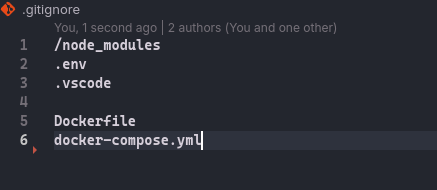 .gitignore
You, 1 second ago | 2 authors (You and one other)
1 /node_modules
2 .env
3 .vscode
4
5 Dockerfile
6 docker-compose.yml